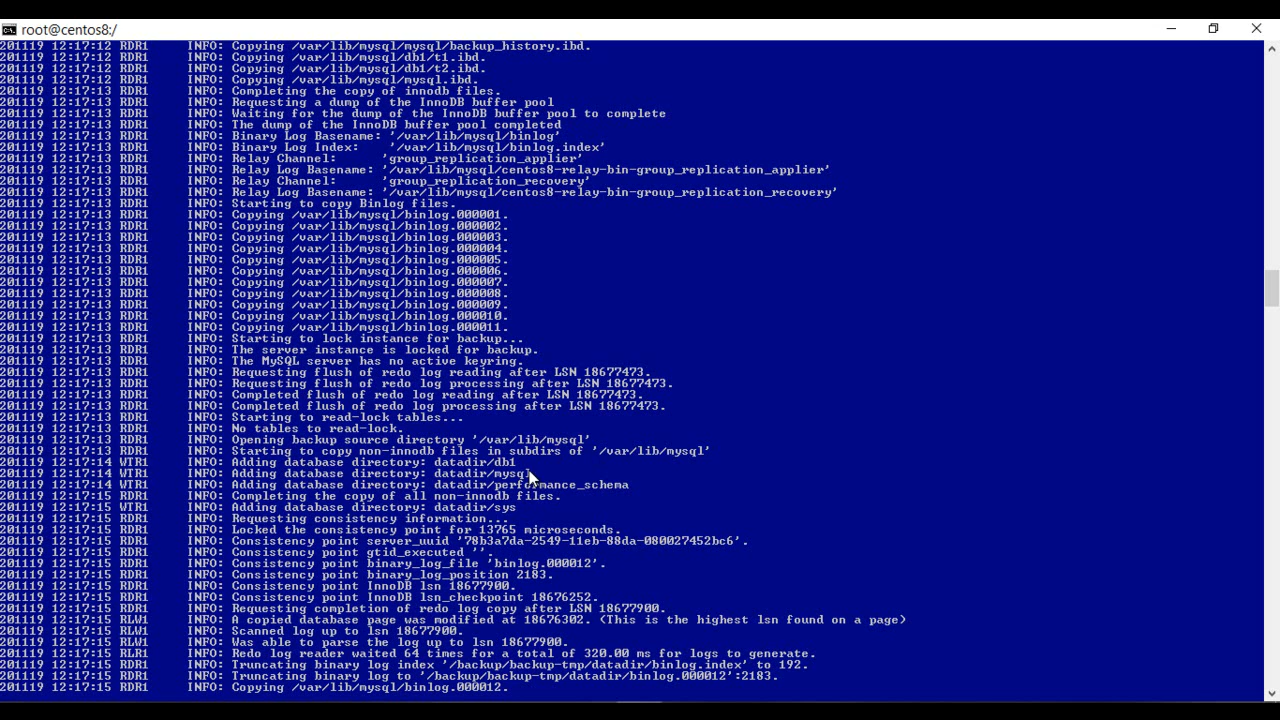 root@centos8:/
201119 12:17:12 RDR1 INFO: Copying /var/lib/mysql/mysql/backup_history.ibd.
201119 12:17:12 RDR1 INFO: Copying /var/lib/mysql/db1/t1.ibd.
201119 12:17:12 RDR1 INFO: Copying /var/lib/mysql/db1/t2.ibd.
201119 12:17:12 RDR1 INFO: Copying /var/lib/mysql/mysql.ibd.
201119 12:17:13 RDR1 INFO: Completing the copy of innodb files.
201119 12:17:13 RDR1 INFO: Requesting a dump of the InnoDB buffer pool
201119 12:17:13 RDR1 INFO: Waiting for the dump of the InnoDB buffer pool to complete
201119 12:17:13 RDR1 INFO: The dump of the InnoDB buffer pool completed
201119 12:17:13 RDR1 INFO: Binary Log Basename: '/var/lib/mysql/binlog'
201119 12:17:13 RDR1 INFO: Binary Log Index: '/var/lib/mysql/binlog.index'
201119 12:17:13 RDR1 INFO: Relay Channel: 'group_replication_applier'
201119 12:17:13 RDR1 INFO: Relay Log Basename: '/var/lib/mysql/centos8-relay-bin-group_replication_applier'
201119 12:17:13 RDR1 INFO: Relay Channel: 'group_replication_recovery'
201119 12:17:13 RDR1 INFO: Relay Log Basename: '/var/lib/mysql/centos8-relay-bin-group_replication_recovery'
201119 12:17:13 RDR1 INFO: Starting to copy Binlog files.
201119 12:17:13 RDR1 INFO: Copying /var/lib/mysql/binlog.000001.
201119 12:17:13 RDR1 INFO: Copying /var/lib/mysql/binlog.000002.
201119 12:17:13 RDR1 INFO: Copying /var/lib/mysql/binlog.000003.
201119 12:17:13 RDR1 INFO: Copying /var/lib/mysql/binlog.000004.
201119 12:17:13 RDR1 INFO: Copying /var/lib/mysql/binlog.000005.
201119 12:17:13 RDR1 INFO: Copying /var/lib/mysql/binlog.000006.
201119 12:17:13 RDR1 INFO: Copying /var/lib/mysql/binlog.000007.
201119 12:17:13 RDR1 INFO: Copying /var/lib/mysql/binlog.000008.
201119 12:17:13 RDR1 INFO: Copying /var/lib/mysql/binlog.000009.
201119 12:17:13 RDR1 INFO: Copying /var/lib/mysql/binlog.000010.
201119 12:17:13 RDR1 INFO: Copying /var/lib/mysql/binlog.000011.
201119 12:17:13 RDR1 INFO: Starting to lock instance for backup...
201119 12:17:13 RDR1 INFO: The server instance is locked for backup.
201119 12:17:13 RDR1 INFO: The MySQL server has no active keyring.
201119 12:17:13 RDR1 INFO: Requesting flush of redo log reading after LSN 18677473.
201119 12:17:13 RDR1 INFO: Requesting flush of redo log processing after LSN 18677473.
201119 12:17:13 RDR1 INFO: Completed flush of redo log reading after LSN 18677473.
201119 12:17:13 RDR1 INFO: Completed flush of redo log processing after LSN 18677473.
201119 12:17:13 RDR1 INFO: Starting to read-lock tables...
201119 12:17:13 RDR1 INFO: No tables to read-lock.
201119 12:17:13 RDR1 INFO: Opening backup source directory '/var/lib/mysql'
201119 12:17:13 RDR1 INFO: Starting to copy non-innodb files in subdirs of '/var/lib/mysql'
201119 12:17:14 WTR1 INFO: Adding database directory: datadir/db1
201119 12:17:14 WTR1 INFO: Adding database directory: datadir/mysql
201119 12:17:14 WTR1 INFO: Adding database directory: datadir/performance_schema
201119 12:17:15 RDR1 INFO: Completing the copy of all non-innodb files.
201119 12:17:15 WTR1 INFO: Adding database directory: datadir/sys
201119 12:17:15 RDR1 INFO: Requesting consistency information...
201119 12:17:15 RDR1 INFO: Locked the consistency point for 13765 microseconds.
201119 12:17:15 RDR1 INFO: Consistency point server_uuid '78b3a7da-2549-11eb-88da-080027452bc6'.
201119 12:17:15 RDR1 INFO: Consistency point gtid_executed ''.
201119 12:17:15 RDR1 INFO: Consistency point binary_log_file 'binlog.000012'.
201119 12:17:15 RDR1 INFO: Consistency point binary_log_position 2183.
201119 12:17:15 RDR1 INFO: Consistency point InnoDB lsn 18677900.
201119 12:17:15 RDR1 INFO: Consistency point InnoDB lsn_checkpoint 18676252.
201119 12:17:15 RDR1 INFO: Requesting completion of redo log copy after LSN 18677900.
201119 12:17:15 RLW1 INFO: A copied database page was modified at 18676302. (This is the highest lsn found on a page)
201119 12:17:15 RLW1 INFO: Scanned log up to lsn 18677900.
201119 12:17:15 RLW1 INFO: Was able to parse the log up to lsn 18677900.
201119 12:17:15 RLR1 INFO: Redo log reader waited 64 times for a total of 320.00 ms for logs to generate.
201119 12:17:15 RDR1 INFO: Truncating binary log index '/backup/backup-tmp/datadir/binlog.index' to 192.
201119 12:17:15 RDR1 INFO: Truncating binary log to '/backup/backup-tmp/datadir/binlog.000012':2183.
201119 12:17:15 RDR1 INFO: Copying /var/lib/mysql/binlog.000012.